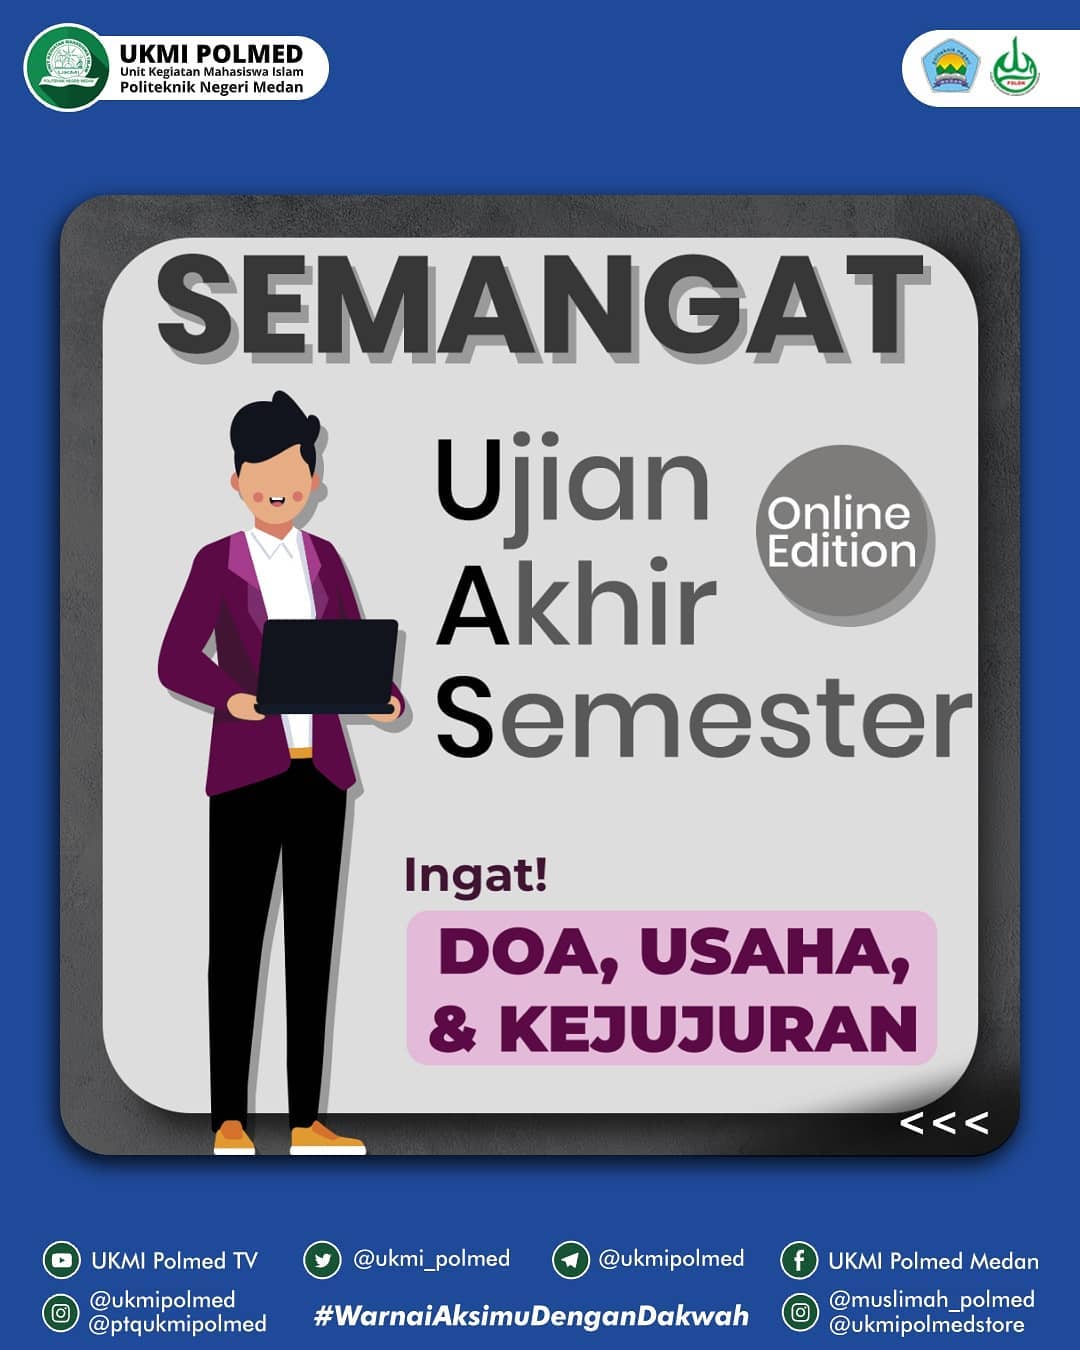 UKMI POLMED
Unit Kegiatan Mahasiswa Islam
Politeknik Negeri Medan
SEMANGAT
Ujian
Akhir
Semester
Online
Edition
Ingat!
DOA, USAHA,
& KEJUJURAN
<<<
UKMI Polmed TV
@ukmi_polmed
@ukmipolmed
UKMI Polmed Medan
@ukmipolmed
@ptqukmipolmed
#WarnaiAksimuDenganDakwah
@muslimah_polmed
@ukmipolmedstore